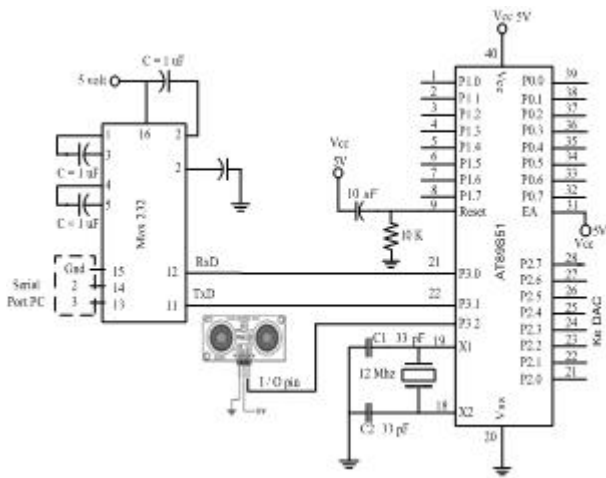 Vcc 5V
C = 1 uF
5 volt
40
Vcc
16
2
1
3
C = 1 uF
4
5
C = 1 uF
2
Max 232
Vcc
5V
10 uF
10 K
1 P1.0
2 P1.1
3 P1.2
4 P1.3
5 P1.4
6 P1.5
7 P1.6
8 P1.7
9 Reset
P0.0 39
P0.1 38
P0.2 37
P0.3 36
P0.4 35
P0.5 34
P0.6 33
P0.7 32
EA 31
5V
Vcc
AT89S51
Serial
Port PC
Gnd 15
2 14
3 13
12 RxD 21 P3.0
11 TxD 22 P3.1
P3.2
I / O pin
5V
C1 33 pF 19 X1
12 Mhz
18 X2
C2 33 pF
P2.7 28
P2.6 27
P2.5 26
P2.4 25
P2.3 24
P2.2 23
P2.1 22
P2.0 21
Ke DAC
Vss
20